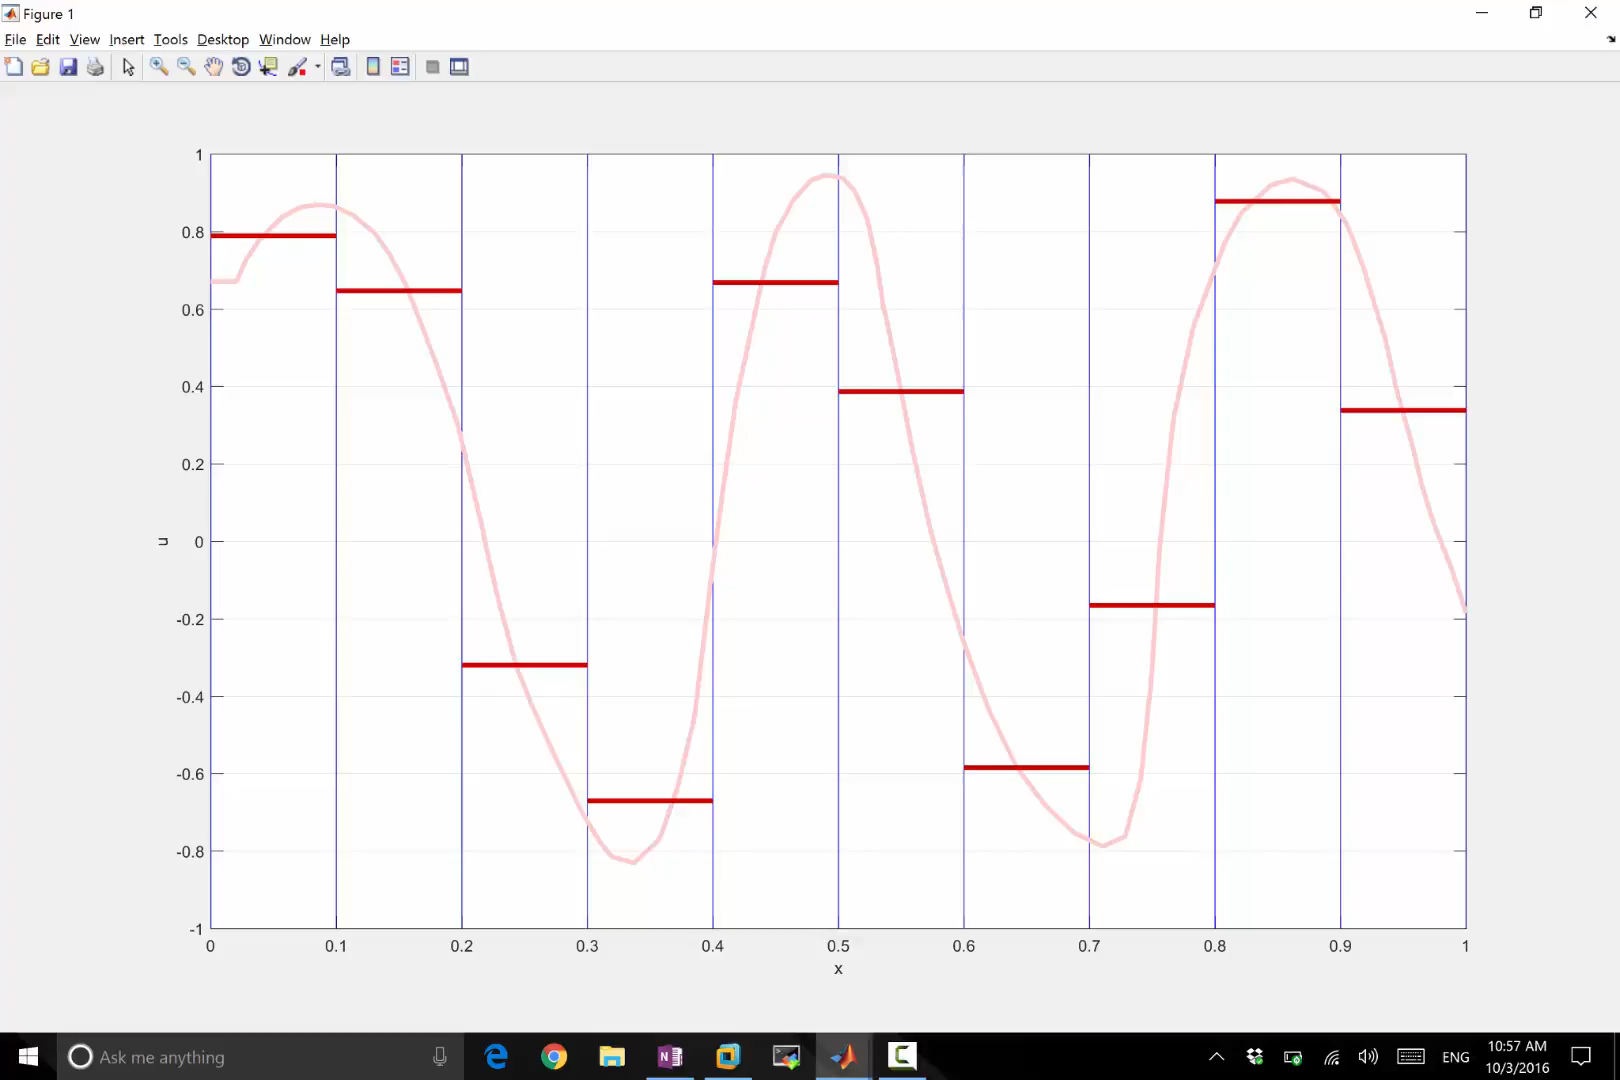 Figure 1
File Edit View Insert Tools Desktop Window Help
1
0.8
0.6
0.4
0.2
0
-0.2
-0.4
-0.6
-0.8
-1
u
0 0.1 0.2 0.3 0.4 0.5 0.6 0.7 0.8 0.9 1
x
Ask me anything
N
ENG
10:57 AM
10/3/2016